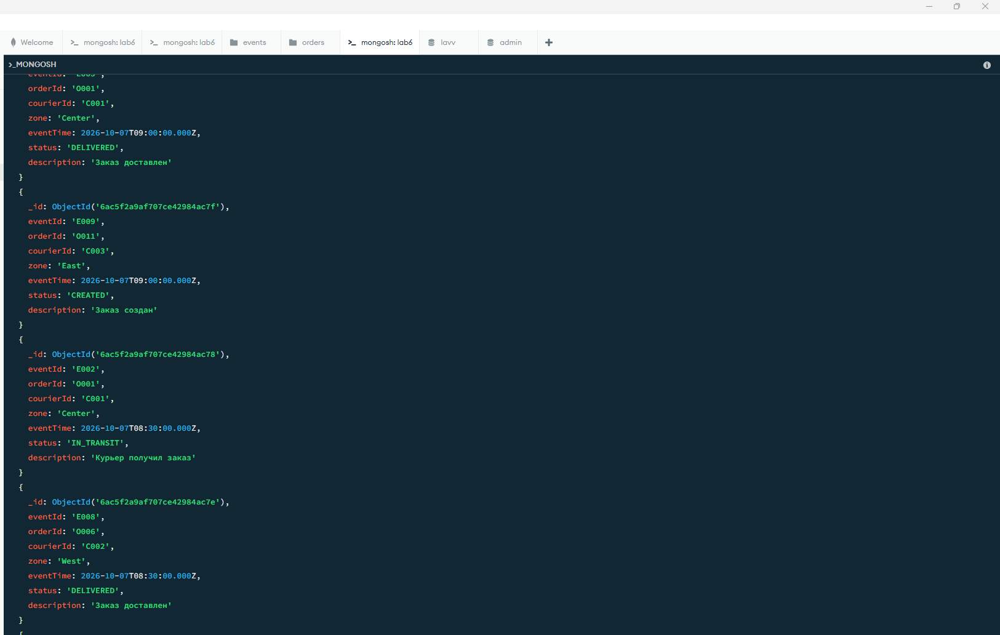 Welcome
mongosh: lab6
mongosh: lab6
events
orders
mongosh: lab6
lavv
admin
>_MONGOSH
eventId: 'E003',
orderId: 'O001',
courierId: 'C001',
zone: 'Center',
eventTime: 2026-10-07T09:00:00.000Z,
status: 'DELIVERED',
description: 'Заказ доставлен'
}
{
_id: ObjectId('6ac5f2a9af707ce42984ac7f'),
eventId: 'E009',
orderId: 'O011',
courierId: 'C003',
zone: 'East',
eventTime: 2026-10-07T09:00:00.000Z,
status: 'CREATED',
description: 'Заказ создан'
}
{
_id: ObjectId('6ac5f2a9af707ce42984ac78'),
eventId: 'E002',
orderId: 'O001',
courierId: 'C001',
zone: 'Center',
eventTime: 2026-10-07T08:30:00.000Z,
status: 'IN_TRANSIT',
description: 'Курьер получил заказ'
}
{
_id: ObjectId('6ac5f2a9af707ce42984ac7e'),
eventId: 'E008',
orderId: 'O006',
courierId: 'C002',
zone: 'West',
eventTime: 2026-10-07T08:30:00.000Z,
status: 'DELIVERED',
description: 'Заказ доставлен'
}
{